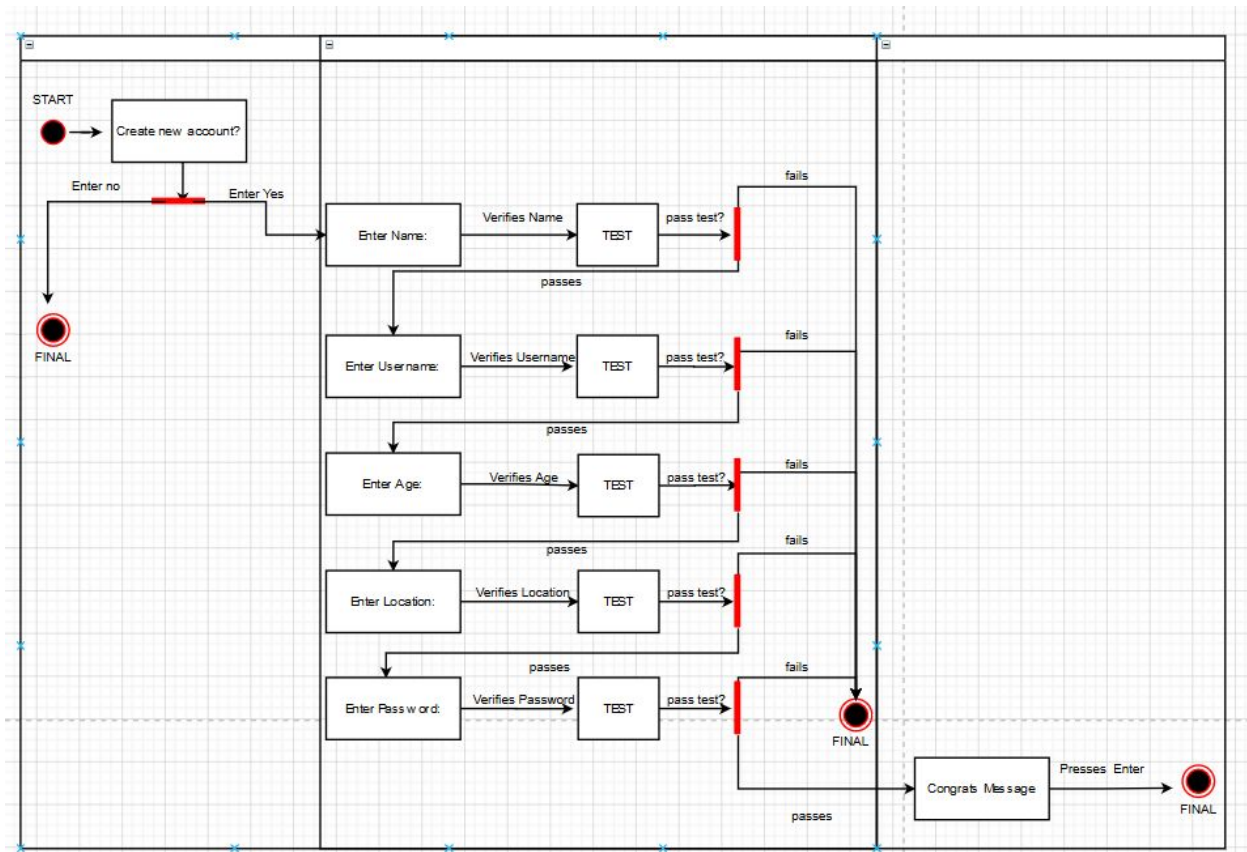 START
Create new account?
Enter no
Enter Yes
FINAL
fails
Enter Name:
Verifies Name
TEST
pass test?
passes
fails
Enter Username:
Verifies Username
TEST
pass test?
passes
fails
Enter Age:
Verifies Age
TEST
pass test?
passes
fails
Enter Location:
Verifies Location
TEST
pass test?
passes
fails
Enter Password:
Verifies Password
TEST
pass test?
FINAL
passes
Congrats Message
Presses Enter
FINAL